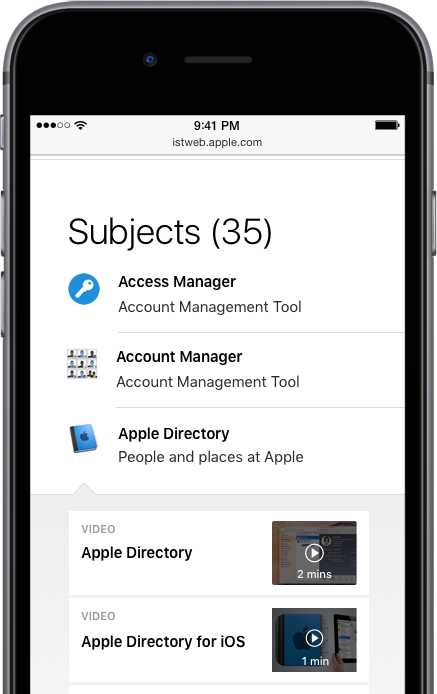 9:41 PM
istweb.apple.com
Subjects (35)
Access Manager
Account Management Tool
Account Manager
Account Management Tool
Apple Directory
People and places at Apple
VIDEO
Apple Directory
2 mins
VIDEO
Apple Directory for iOS
1 min